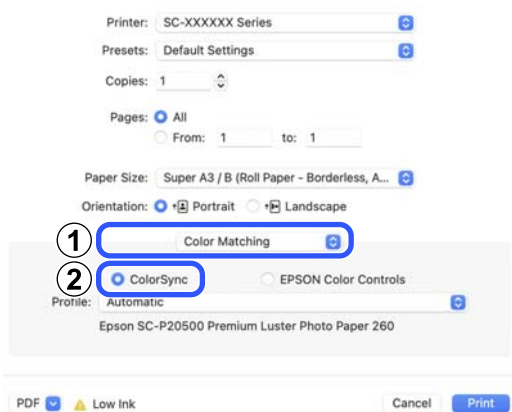 Printer: SC-XXXXXX Series
Presets: Default Settings
Copies: 1
Pages: All
From: 1 to: 1
Paper Size: Super A3 / B (Roll Paper - Borderless, A...
Orientation: Portrait Landscape
1 Color Matching
2 ColorSync EPSON Color Controls
Profile: Automatic
Epson SC-P20500 Premium Luster Photo Paper 260
PDF Low Ink Cancel Print